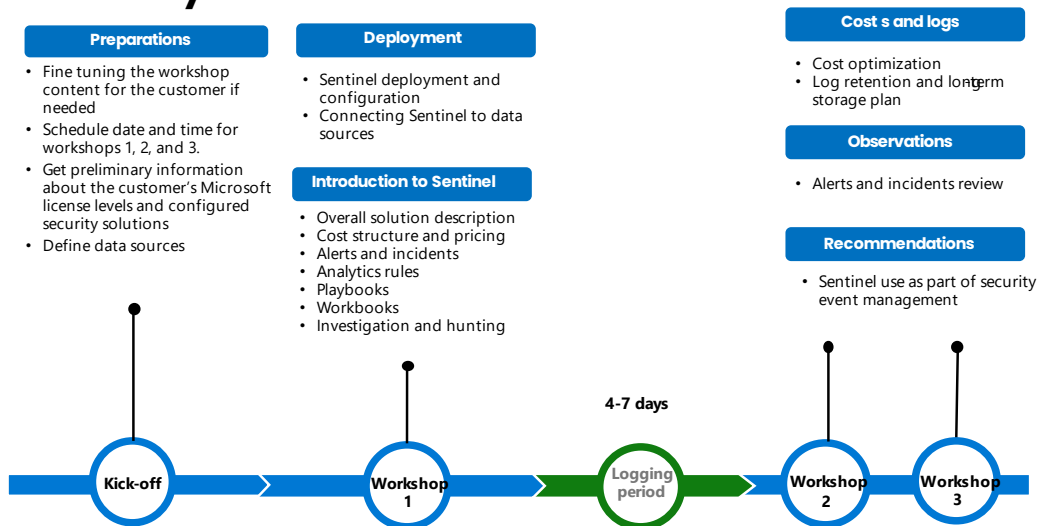 Preparations
• Fine tuning the workshop
content for the customer if
needed
• Schedule date and time for
workshops 1, 2, and 3.
• Get preliminary information
about the customer's Microsoft
license levels and configured
security solutions
• Define data sources
Deployment
• Sentinel deployment and
configuration
• Connecting Sentinel to data
sources
Introduction to Sentinel
• Overall solution description
• Cost structure and pricing
• Alerts and incidents
• Analytics rules
• Playbooks
• Workbooks
• Investigation and hunting
Cost s and logs
• Cost optimization
• Log retention and long-term
storage plan
Observations
• Alerts and incidents review
Recommendations
• Sentinel use as part of security
event management
4-7 days
Kick-off
Workshop
1
Logging
period
Workshop
2
Workshop
3